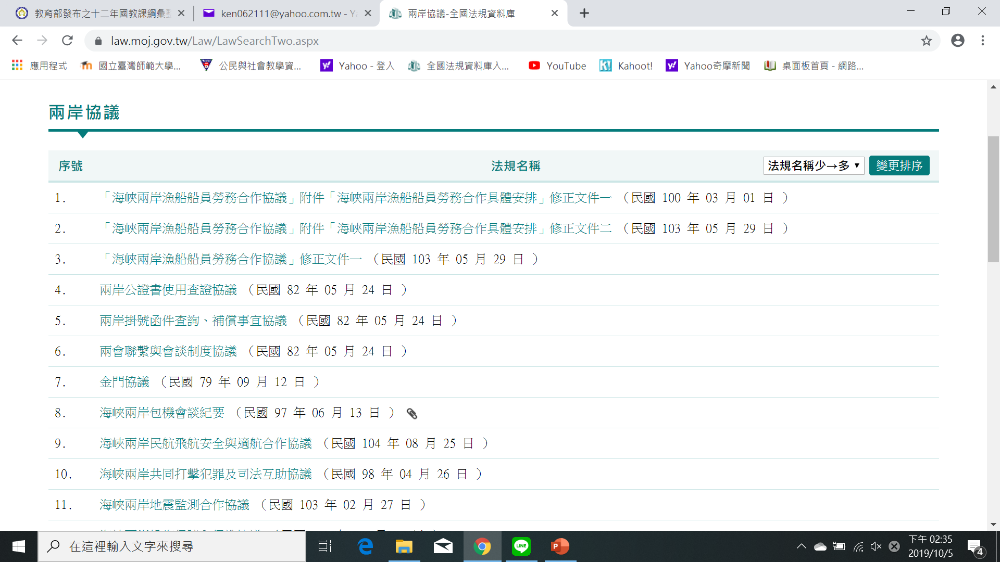 教育部發布之十二年國教課綱彙
ken062111@yahoo.com.tw - Y
兩岸協議-全國法規資料庫
law.moj.gov.tw/Law/LawSearchTwo.aspx
應用程式
國立臺灣師範大學...
公民與社會教學資...
Yahoo - 登入
全國法規資料庫入...
YouTube
Kahoot!
Yahoo奇摩新聞
桌面板首頁 - 網路...
兩岸協議
序號 法規名稱 法規名稱少→多 變更排序
1. 「海峽兩岸漁船船員勞務合作協議」附件「海峽兩岸漁船船員勞務合作具體安排」修正文件一 （民國 100 年 03 月 01 日 ）
2. 「海峽兩岸漁船船員勞務合作協議」附件「海峽兩岸漁船船員勞務合作具體安排」修正文件二 （民國 103 年 05 月 29 日 ）
3. 「海峽兩岸漁船船員勞務合作協議」修正文件一 （民國 103 年 05 月 29 日 ）
4. 兩岸公證書使用查證協議 （民國 82 年 05 月 24 日 ）
5. 兩岸掛號函件查詢、補償事宜協議 （民國 82 年 05 月 24 日 ）
6. 兩會聯繫與會談制度協議 （民國 82 年 05 月 24 日 ）
7. 金門協議 （民國 79 年 09 月 12 日 ）
8. 海峽兩岸包機會談紀要 （民國 97 年 06 月 13 日 ）
9. 海峽兩岸民航飛航安全與適航合作協議 （民國 104 年 08 月 25 日 ）
10. 海峽兩岸共同打擊犯罪及司法互助協議 （民國 98 年 04 月 26 日 ）
11. 海峽兩岸地震監測合作協議 （民國 103 年 02 月 27 日 ）
在這裡輸入文字來搜尋
LINE
P
下午 02:35
2019/10/5
4